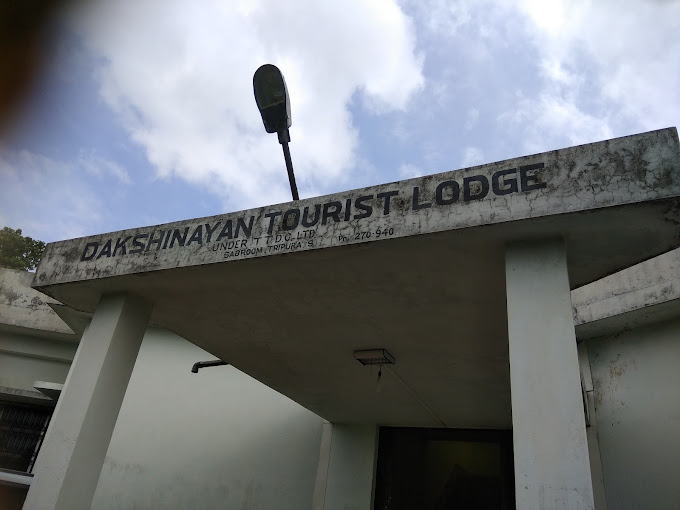 DAKSHINAYAN TOURIST LODGE
UNDER T T D C. LTD
SABROOM, TRIPURA, S PH. 270-940